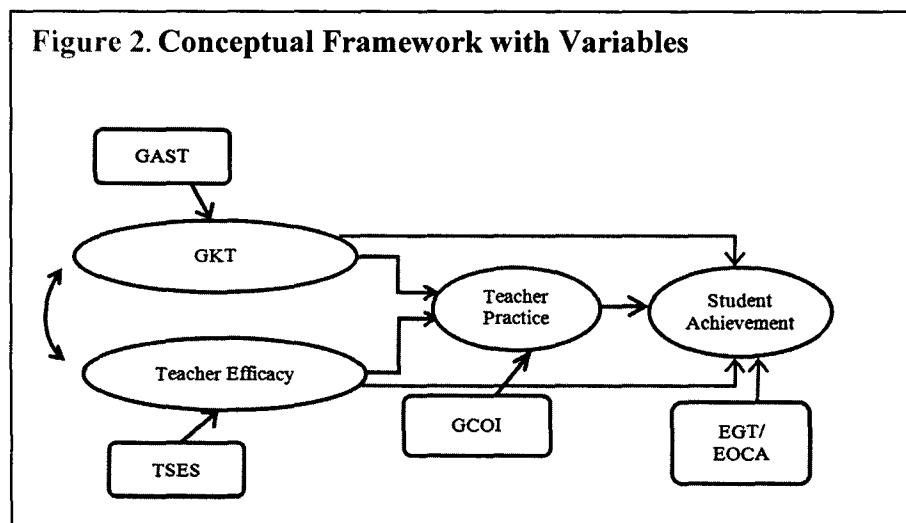 Figure 2. Conceptual Framework with Variables
GAST
GKT
Teacher
Practice
Student
Achievement
Teacher Efficacy
GCOI
EGT/
EOCA
TSES